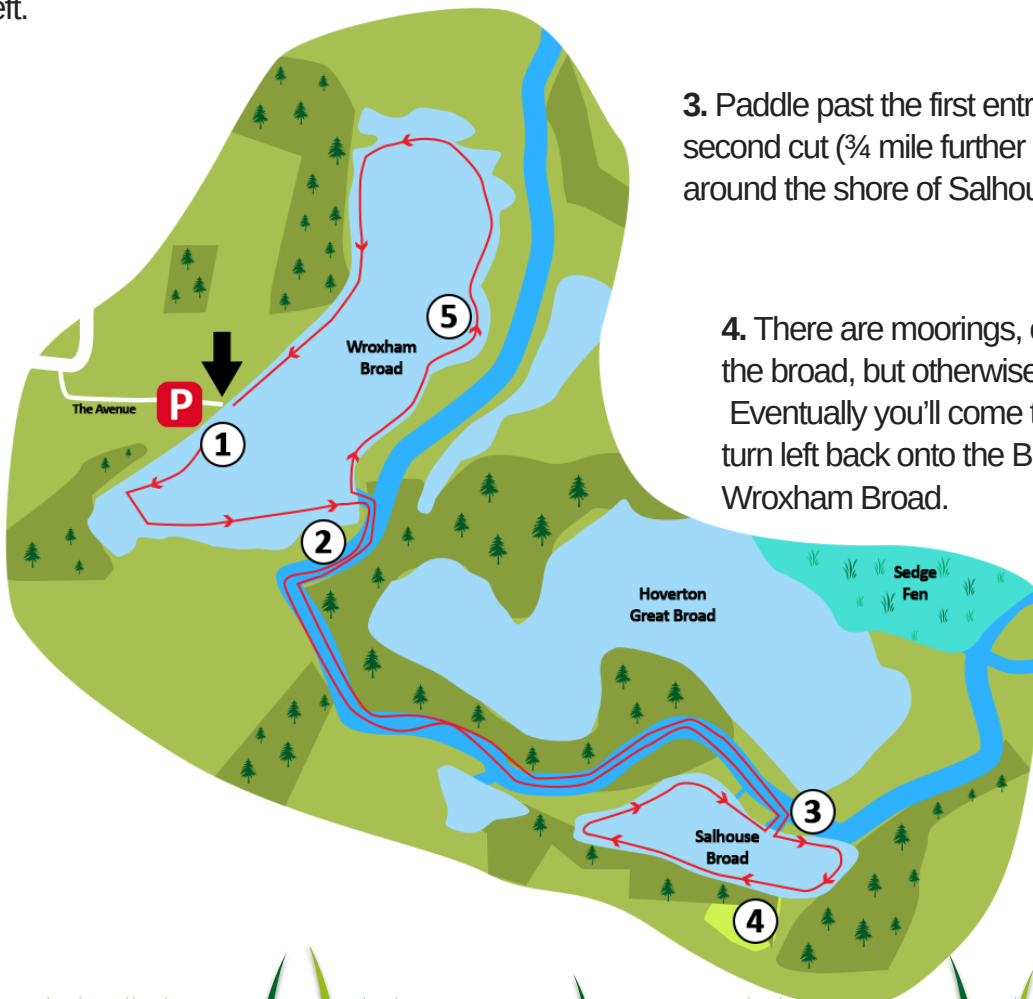 eft.
3. Paddle past the first entr
second cut (¾ mile further
around the shore of Salhou
4. There are moorings,
the broad, but otherwise
Eventually you’ll come t
turn left back onto the B
Wroxham Broad.
5
Wroxham
Broad
The Avenue
P
1
2
Hoverton
Great Broad
Sedge
Fen
3
Salhouse
Broad
4